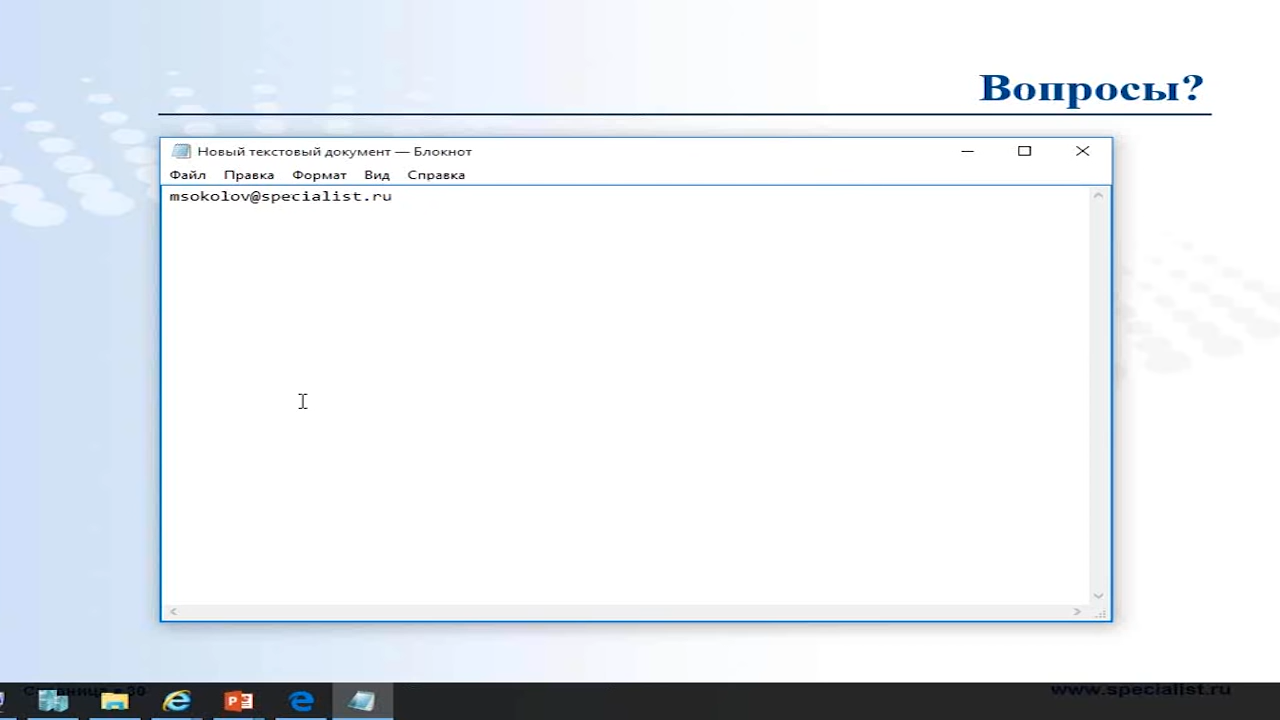 Вопросы?
Новый текстовый документ — Блокнот
Файл Правка Формат Вид Справка
msokolov@specialist.ru
www.specialist.ru